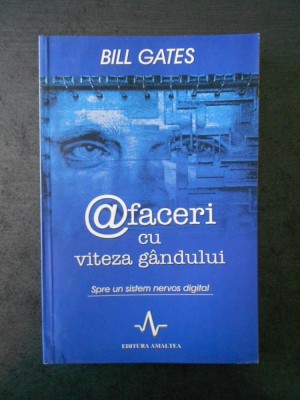 BILL GATES
@faceri
cu
viteza gândului
Spre un sistem nervos digital
EDITURA AMALTEA